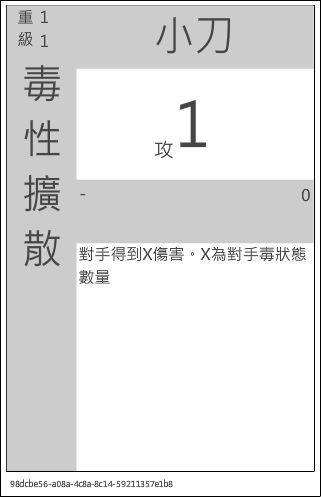 重 1
級 1
小刀
毒性擴散
攻 1
- 0
對手得到X傷害。X為對手毒狀態
數量
98dcbe56-a08a-4c8a-8c14-59211357e1b8